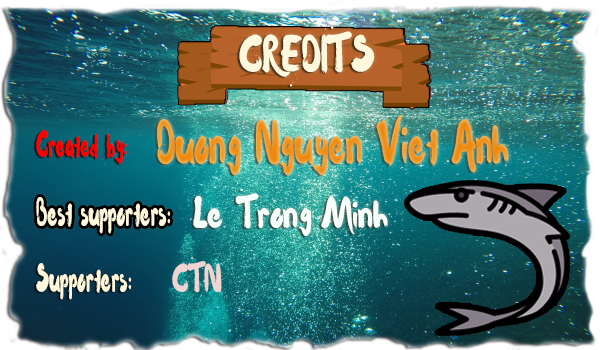 CREDITS
Created by: Duong Nguyen Viet Anh
Best supporters: Le Trong Minh
Supporters: CTN